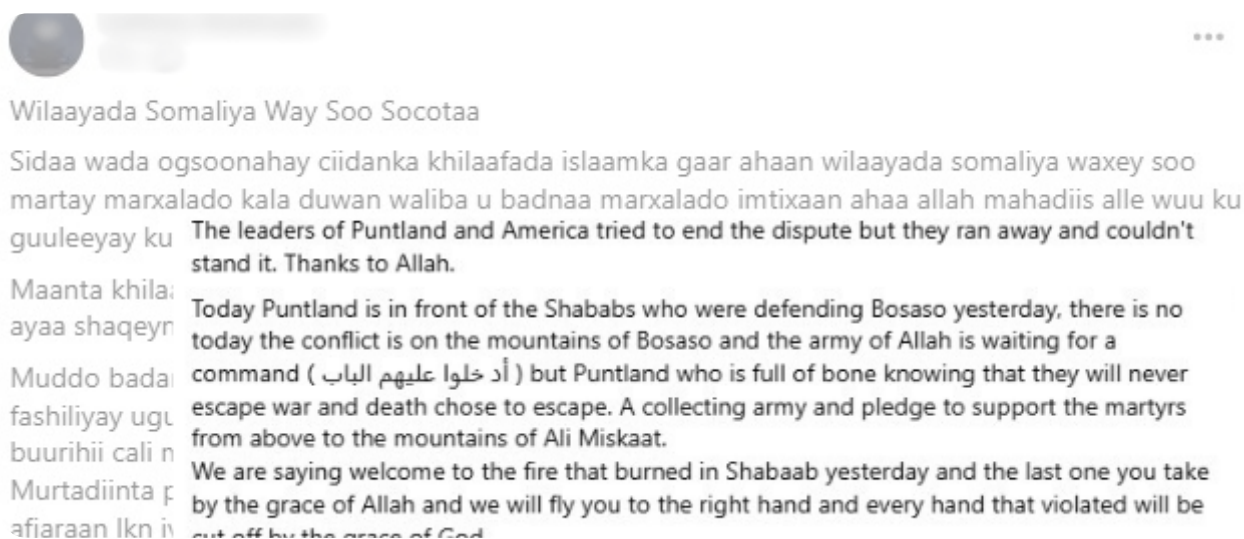 Wilaayada Somaliya Way Soo Socotaa
Sidaa wada ogsoonahay ciidanka khilaafada islaamka gaar ahaan wilaayada somaliya waxey soo
martay marxalado kala duwan waliba u badnaa marxalado imtixaan ahaa allah mahadiis alle wuu ku
guuleeyay ku
Maanta
ayaa
Muddo
fashiliyay
buurihii cali
Murtadiinta
afjaraan lkn
The leaders of Puntland and America tried to end the dispute but they ran away and couldn't
stand it. Thanks to Allah.
Today Puntland is in front of the Shababs who were defending Bosaso yesterday, there is no
today the conflict is on the mountains of Bosaso and the army of Allah is waiting for a
command ( أد خلوا عليهم الباب ) but Puntland who is full of bone knowing that they will never
escape war and death chose to escape. A collecting army and pledge to support the martyrs
from above to the mountains of Ali Miskaat.
We are saying welcome to the fire that burned in Shabaab yesterday and the last one you take
by the grace of Allah and we will fly you to the right hand and every hand that violated will be
cut off by the grace of God